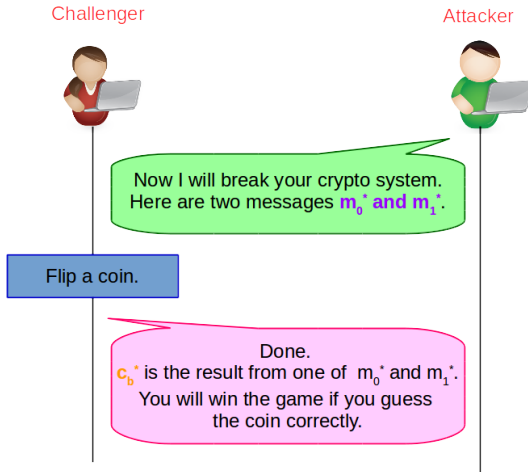 Challenger
Attacker
Now I will break your crypto system.
Here are two messages m₀* and m₁*.
Flip a coin.
Done.
c_b* is the result from one of m₀* and m₁*.
You will win the game if you guess
the coin correctly.